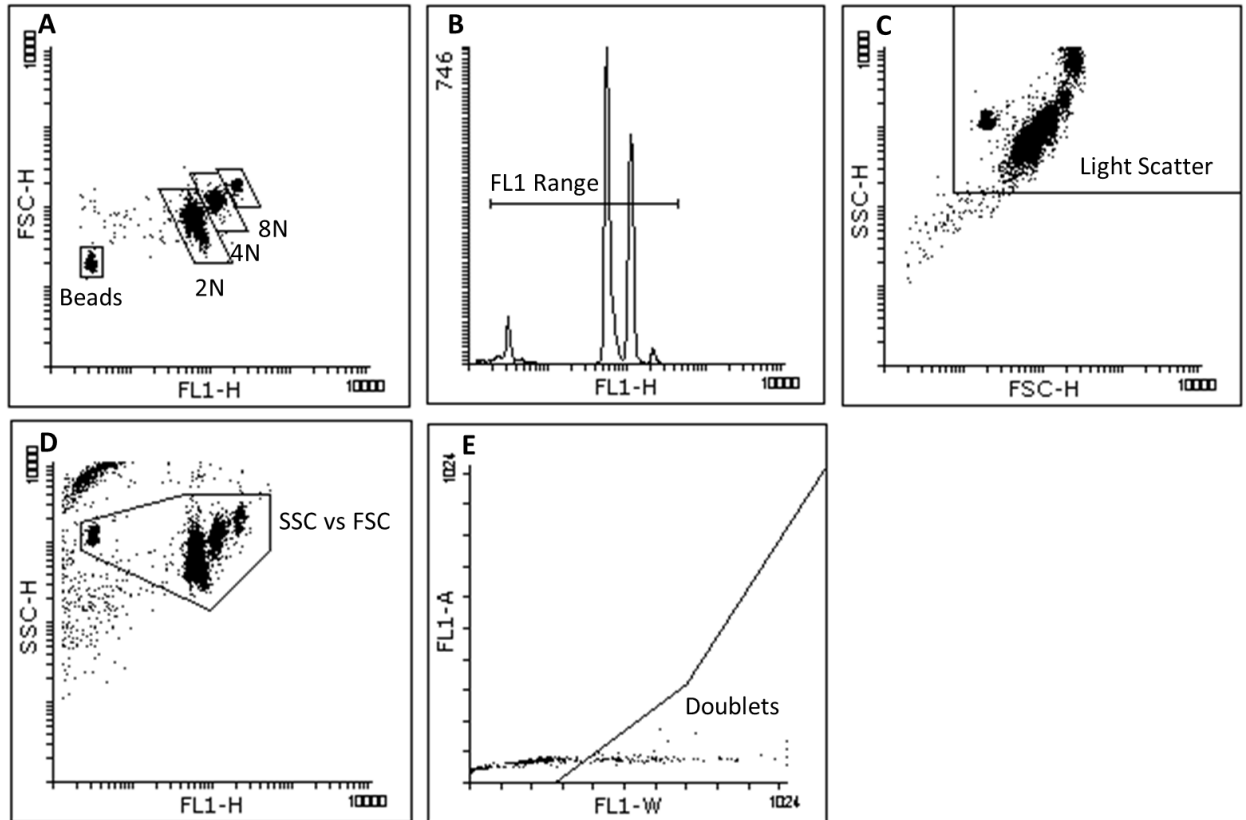 A
FSC-H
Beads
2N
4N
8N
FL1-H
10000
B
746
FL1 Range
FL1-H
10000
C
SSC-H
Light Scatter
FSC-H
10000
D
SSC-H
SSC vs FSC
FL1-H
10000
E
1024
FL1-A
Doublets
FL1-W
1024